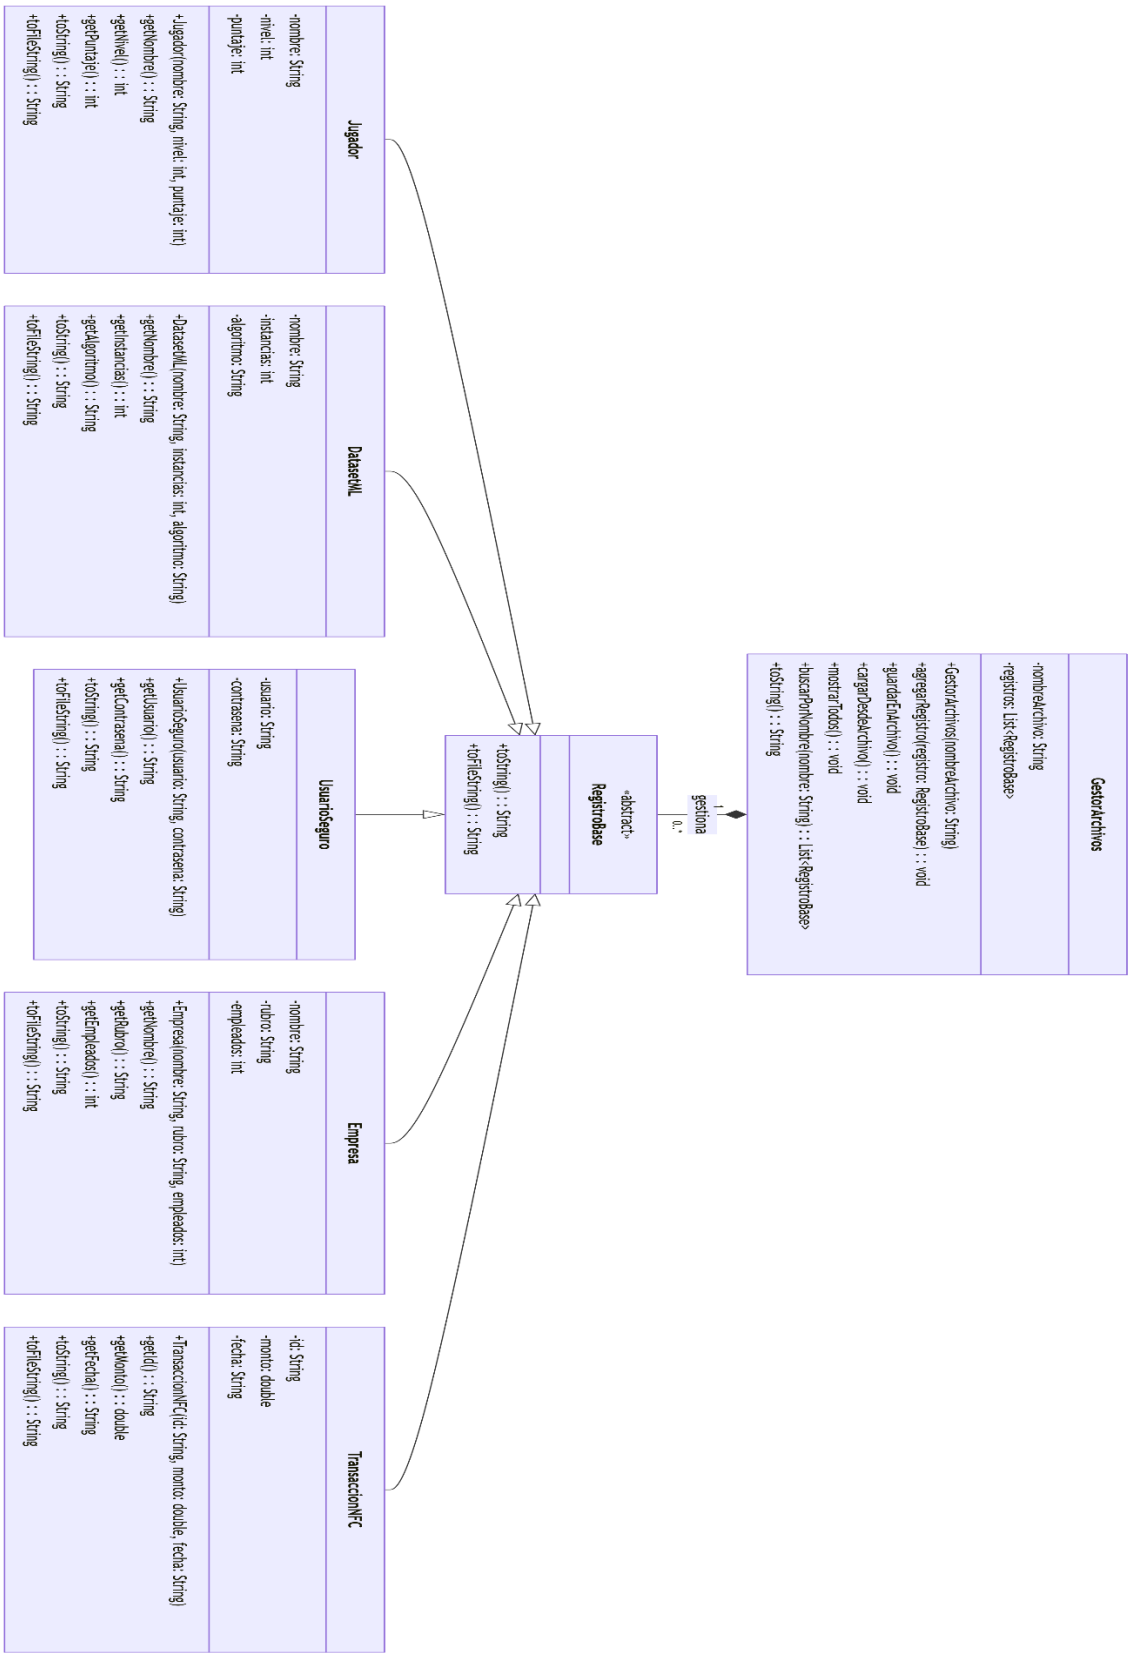 GestorArchivos
-nombreArchivo: String
-registros: List<RegistroBase>
+GestorArchivos(nombreArchivo: String)
+agregarRegistro(registro: RegistroBase) : : void
+guardarEnArchivo() : : void
+cargarDesdeArchivo() : : void
+mostrarTodos() : : void
+buscarPorNombre(nombre: String) : : List<RegistroBase>
+toString() : : String
1
gestiona
0..*
«abstract»
RegistroBase
+toString() : : String
+toFileString() : : String
Jugador
-nombre: String
-nivel: int
-puntaje: int
+Jugador(nombre: String, nivel: int, puntaje: int)
+getNombre() : : String
+getNivel() : : int
+getPuntaje() : : int
+toString() : : String
+toFileString() : : String
DatasetML
-nombre: String
-instancias: int
-algoritmo: String
+DatasetML(nombre: String, instancias: int, algoritmo: String)
+getNombre() : : String
+getInstancias() : : int
+getAlgoritmo() : : String
+toString() : : String
+toFileString() : : String
UsuarioSeguro
-usuario: String
-contrasena: String
+UsuarioSeguro(usuario: String, contrasena: String)
+getUsuario() : : String
+getContrasena() : : String
+toString() : : String
+toFileString() : : String
Empresa
-nombre: String
-rubro: String
-empleados: int
+Empresa(nombre: String, rubro: String, empleados: int)
+getNombre() : : String
+getRubro() : : String
+getEmpleados() : : int
+toString() : : String
+toFileString() : : String
TransaccionNFC
-id: String
-monto: double
-fecha: String
+TransaccionNFC(id: String, monto: double, fecha: String)
+getId() : : String
+getMonto() : : double
+getFecha() : : String
+toString() : : String
+toFileString() : : String